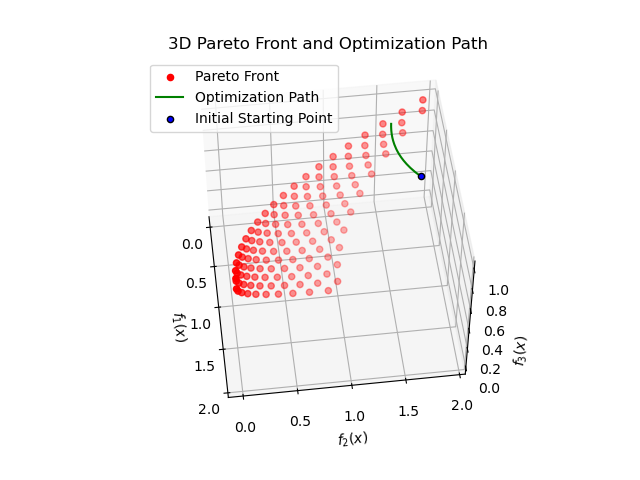 3D Pareto Front and Optimization Path
Pareto Front
Optimization Path
Initial Starting Point
0.0
0.5
1.0
1.5
2.0
f₁(x)
0.0
0.5
1.0
1.5
2.0
f₂(x)
0.0
0.2
0.4
0.6
0.8
1.0
f₃(x)